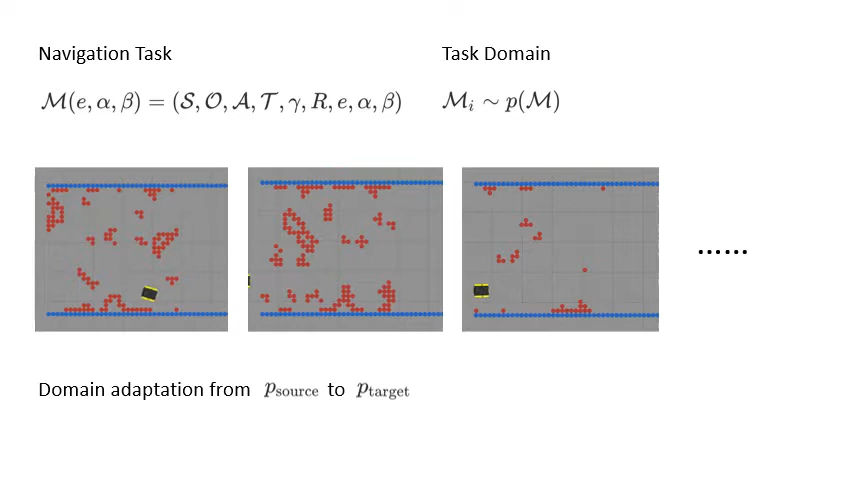 Navigation Task
Task Domain
ℳ(e, α, β) = (𝒮, 𝒪, 𝒜, 𝒯, γ, R, e, α, β)
ℳᵢ ∼ p(ℳ)
......
Domain adaptation from p_source to p_target